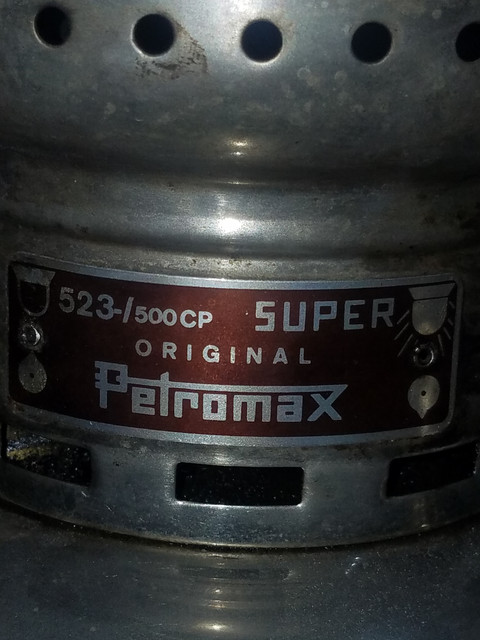 523-/500CP SUPER
ORIGINAL
Petromax